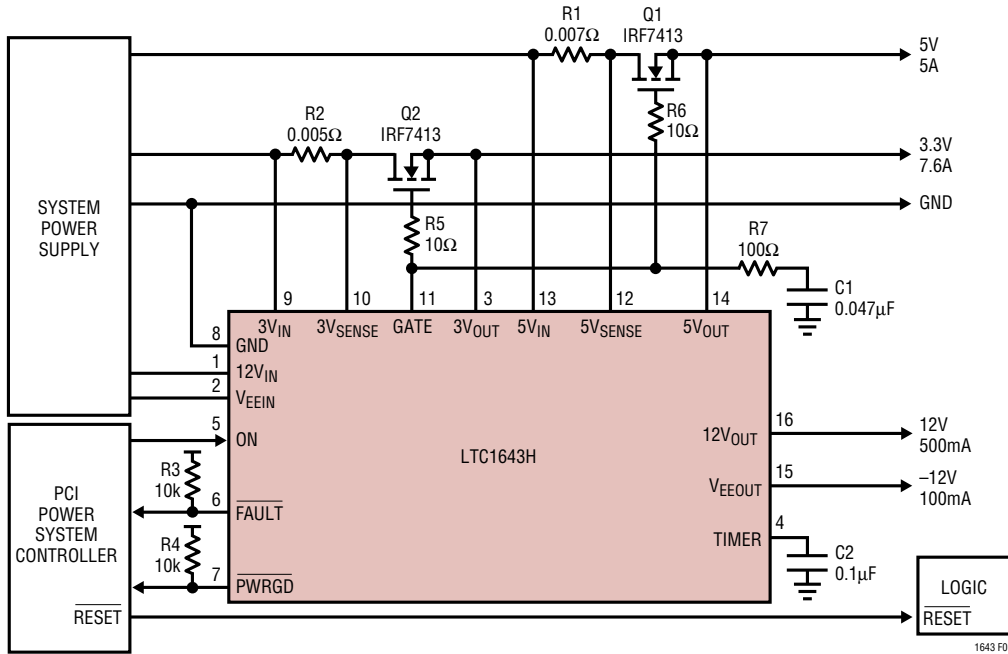 R1
0.007Ω
Q1
IRF7413
5V
5A
R6
10Ω
R2
0.005Ω
Q2
IRF7413
3.3V
7.6A
SYSTEM
POWER
SUPPLY
GND
R5
10Ω
R7
100Ω
C1
0.047µF
9
10
11
3
13
12
14
3VIN
3VSENSE
GATE
3VOUT
5VIN
5VSENSE
5VOUT
8
GND
1
12VIN
2
VEEIN
5
ON
LTC1643H
16
12VOUT
12V
500mA
15
VEEOUT
–12V
100mA
PCI
POWER
SYSTEM
CONTROLLER
R3
10k
6
FAULT
R4
10k
7
PWRGD
4
TIMER
C2
0.1µF
RESET
LOGIC
RESET